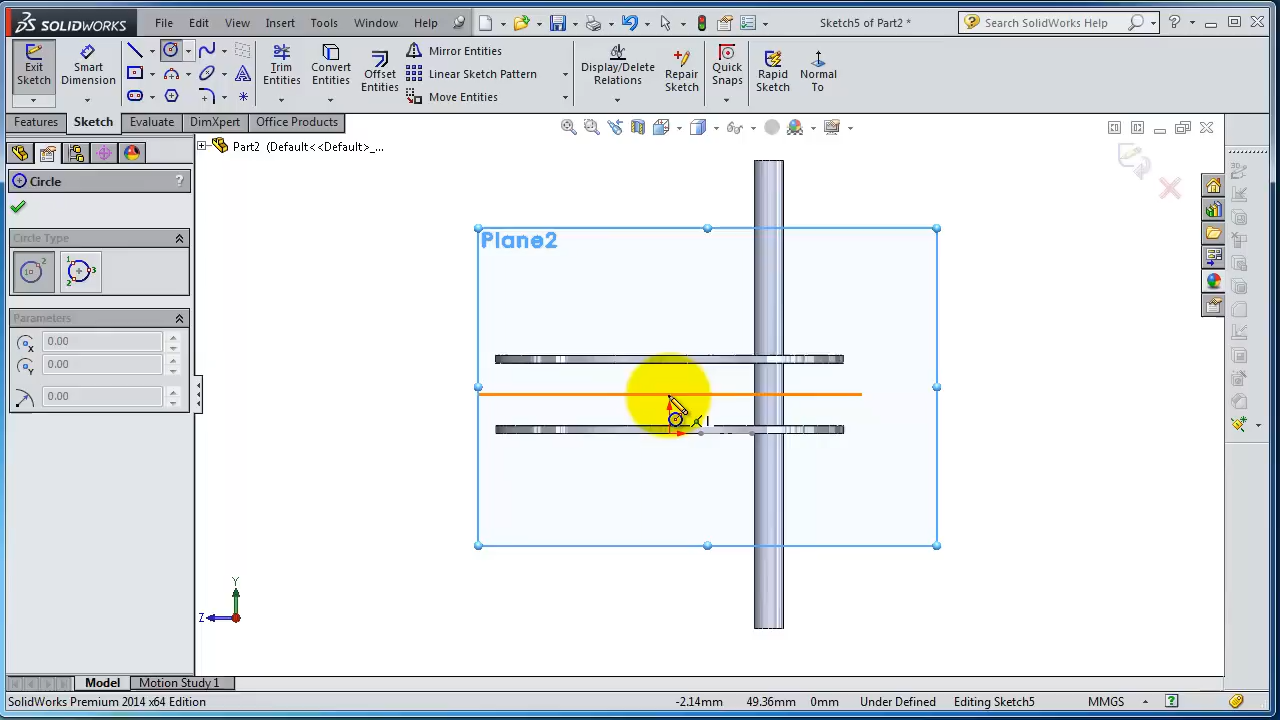 SOLIDWORKS File Edit View Insert Tools Window Help Sketch5 of Part2 * Search SolidWorks Help
Exit Sketch Smart Dimension Trim Entities Convert Entities Offset Entities Mirror Entities Linear Sketch Pattern Move Entities Display/Delete Relations Repair Sketch Quick Snaps Rapid Sketch Normal To
Features Sketch Evaluate DimXpert Office Products
Part2 (Default<<Default>_...
Circle ?
Circle Type
Parameters
0.00
0.00
0.00
Plane2
Y
Z
Model Motion Study 1
SolidWorks Premium 2014 x64 Edition -2.14mm 49.36mm 0mm Under Defined Editing Sketch5 MMGS